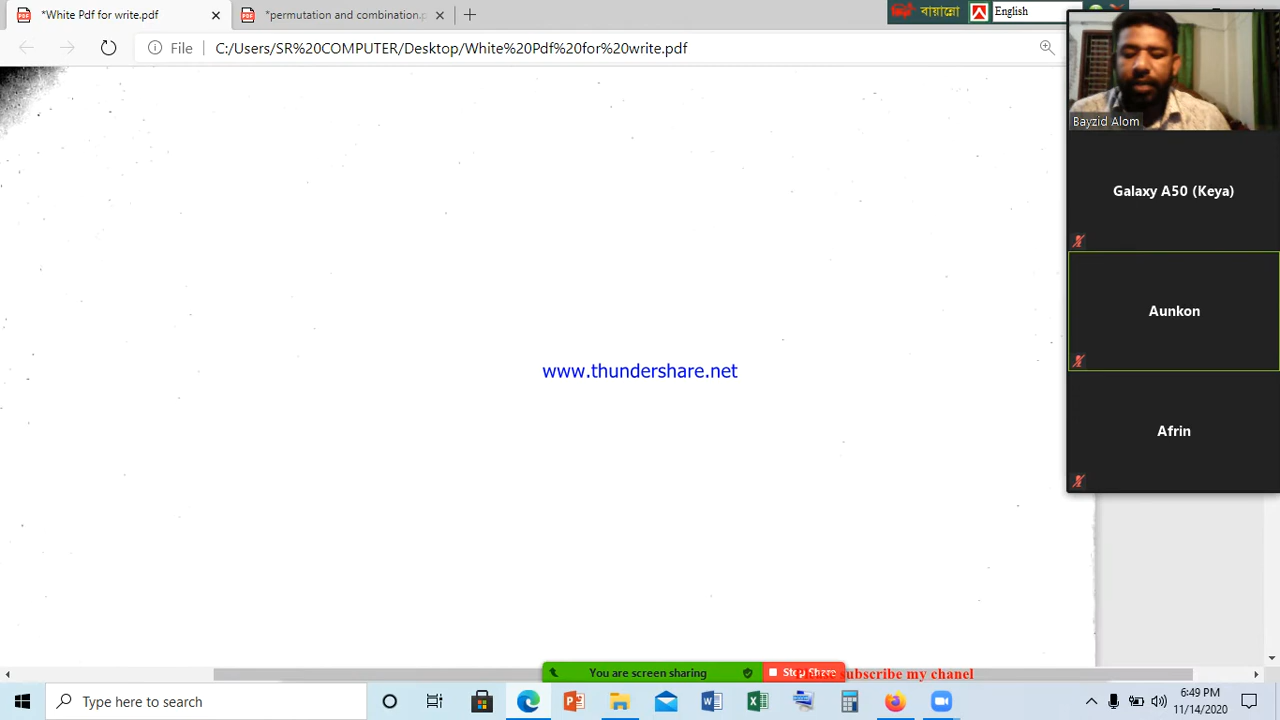 *White Pdf for write.pdf
Islam and moral
বায়ান্নো
English
File
C:/Users/SR%20COMPUTER/Desktop/White%20Pdf%20for%20write.pdf
Bayzid Alom
Galaxy A50 (Keya)
Aunkon
www.thundershare.net
Afrin
You are screen sharing
Stop Share
subscribe my chanel
Type here to search
6:49 PM
11/14/2020